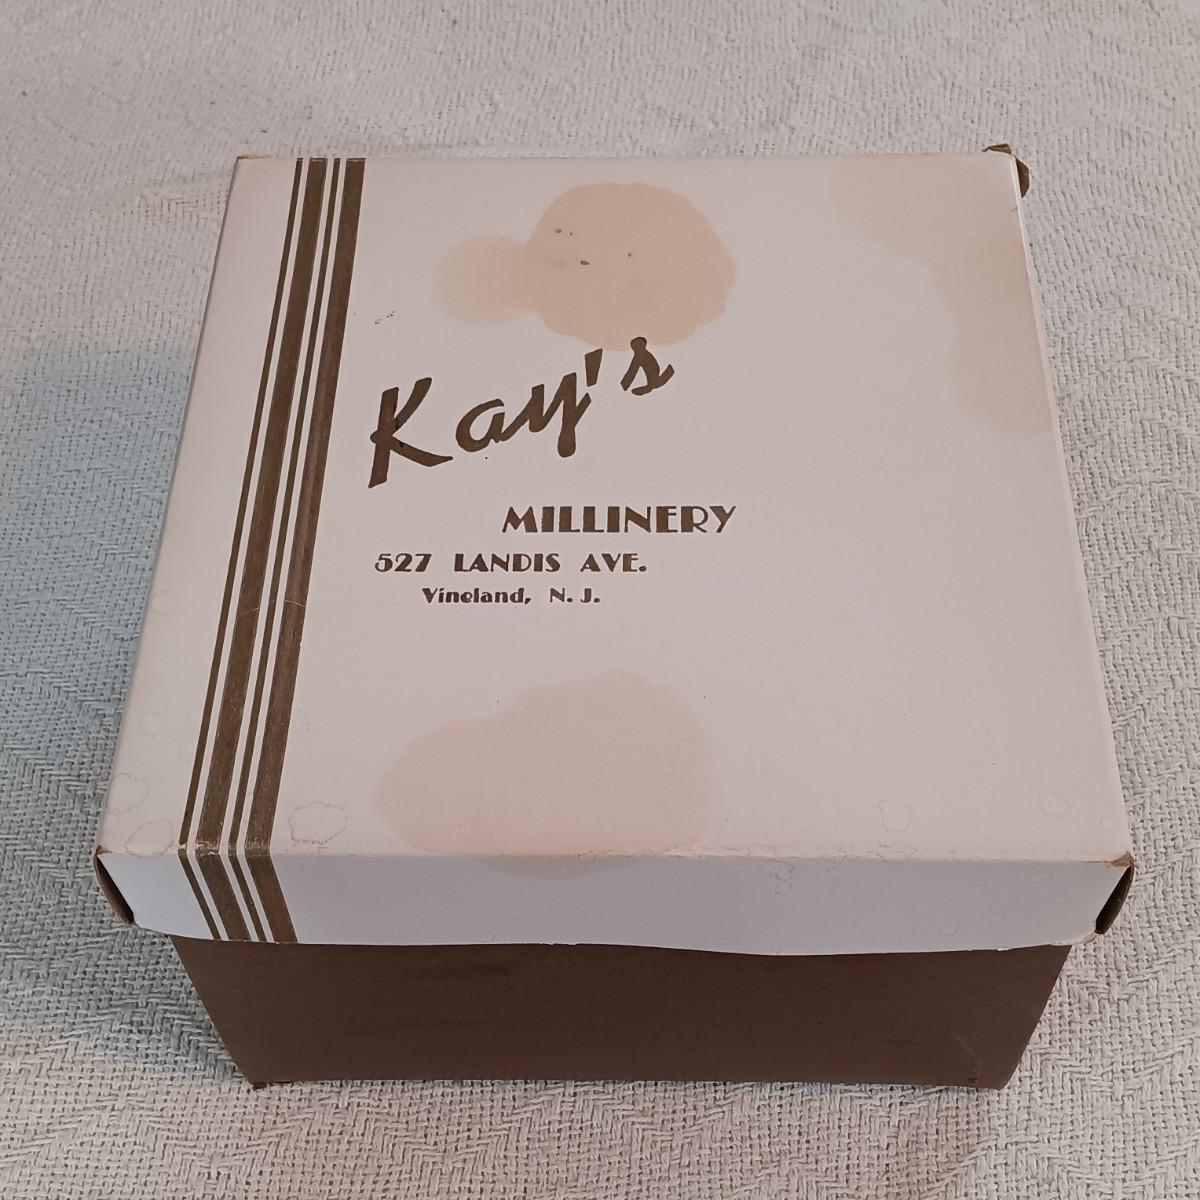 Kay's
MILLINERY
527 LANDIS AVE.
Vineland, N. J.